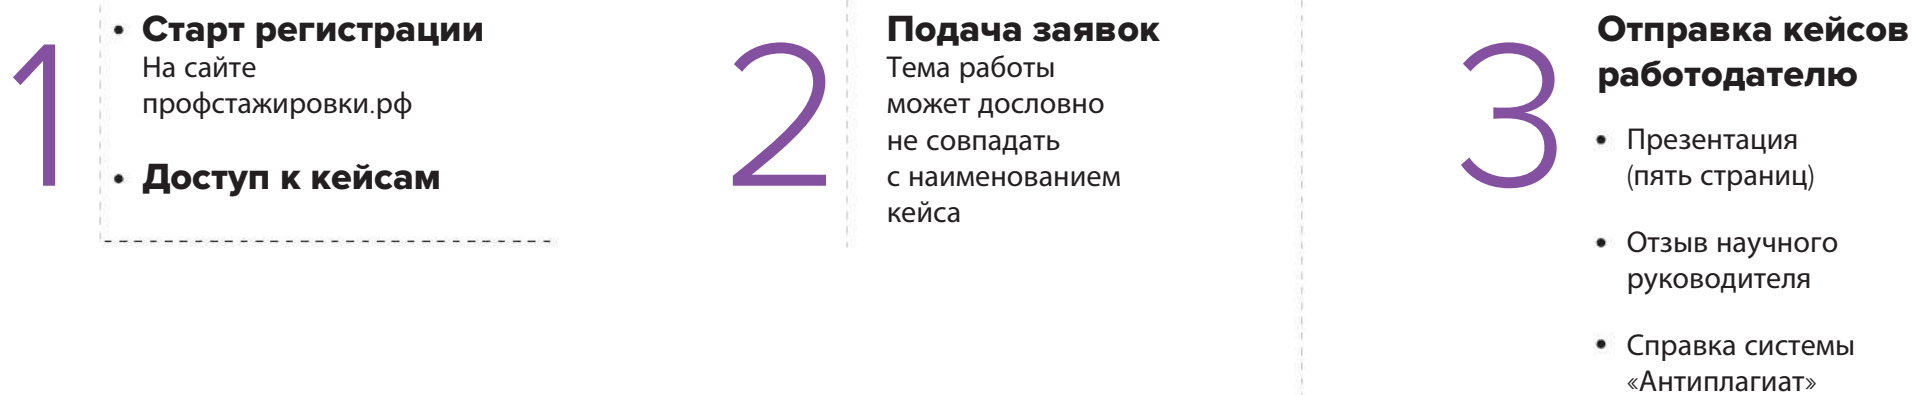 1
• Старт регистрации
На сайте
профстажировки.рф
• Доступ к кейсам
2
Подача заявок
Тема работы
может дословно
не совпадать
с наименованием
кейса
3
Отправка кейсов
работодателю
• Презентация
(пять страниц)
• Отзыв научного
руководителя
• Справка системы
«Антиплагиат»